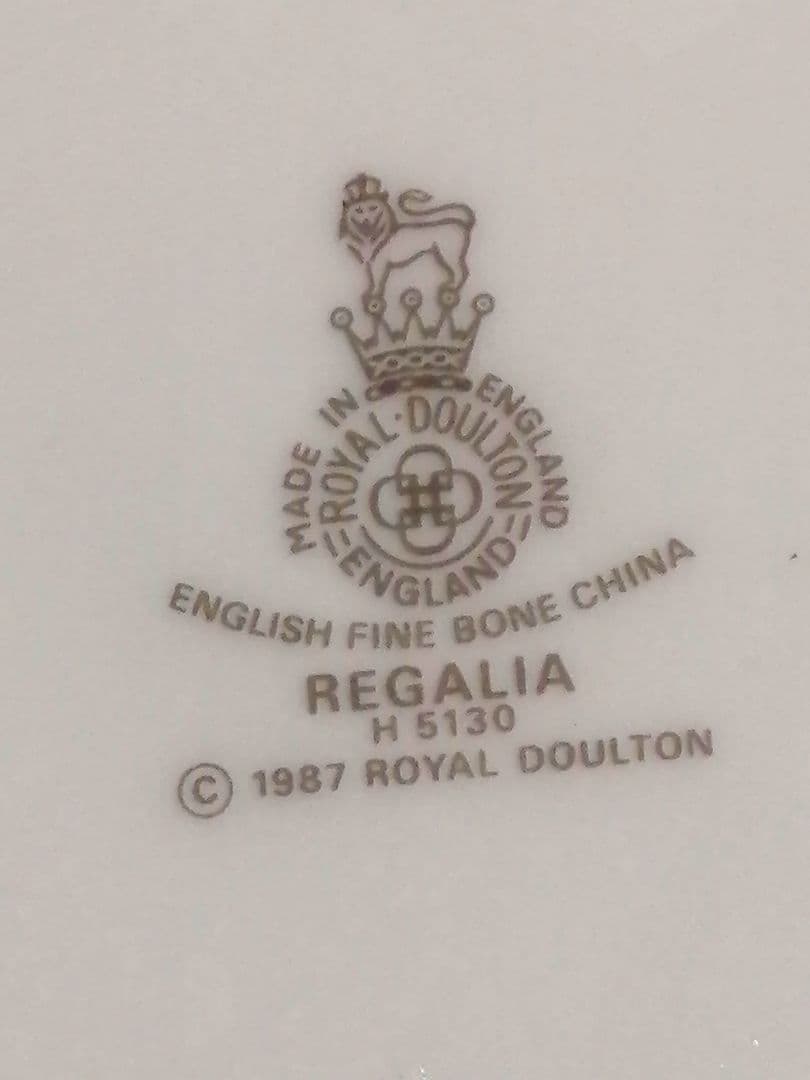 MADE IN ENGLAND
ROYAL·DOULTON
=ENGLAND=
ENGLISH FINE BONE CHINA
REGALIA
H 5130
© 1987 ROYAL DOULTON